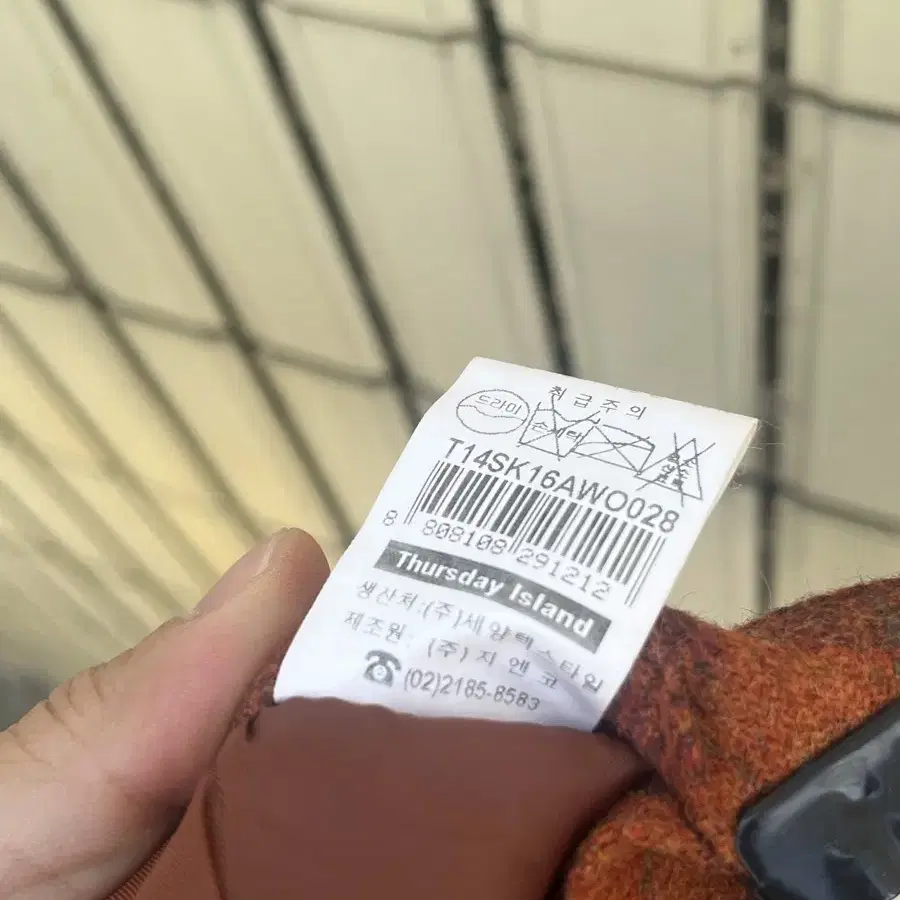 취급주의
드라이
손세탁
T14SK16AWO028
8 808108 291212
Thursday Island
생산처:(주)세양텍스타일
제조원: (주)지엔코
(02)2185-8583